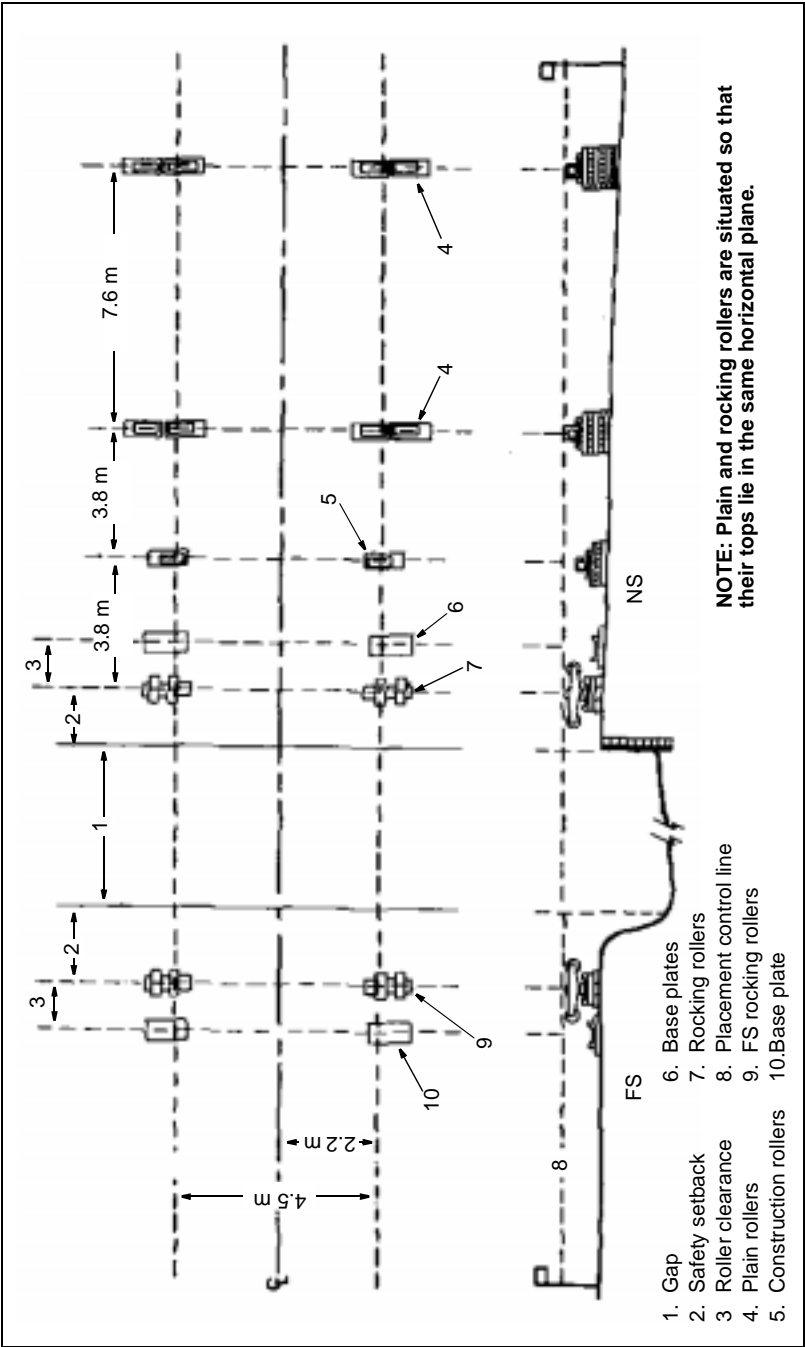 7.6 m
3.8 m
3.8 m
3
2
1
2
3
4
4
5
6
7
9
10
2.2 m
4.5 m
℄
8
FS
NS
NOTE: Plain and rocking rollers are situated so that
their tops lie in the same horizontal plane.
1. Gap
2. Safety setback
3 Roller clearance
4. Plain rollers
5. Construction rollers
6. Base plates
7. Rocking rollers
8. Placement control line
9. FS rocking rollers
10.Base plate